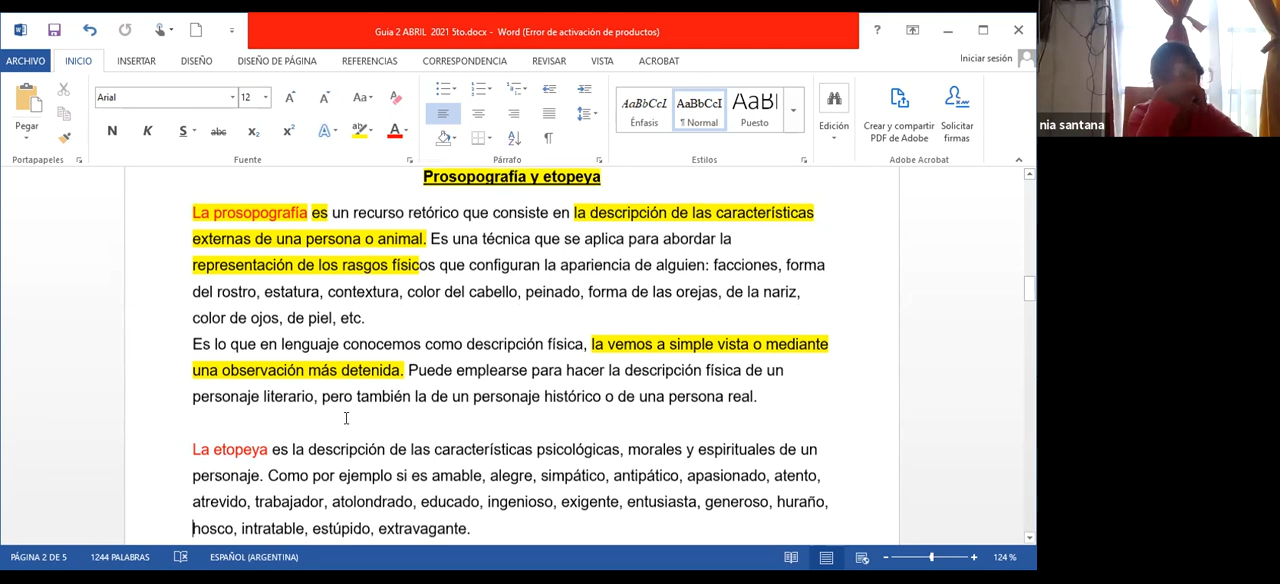 Guia 2 ABRIL 2021 5to.docx - Word (Error de activación de productos)
?
ARCHIVO INICIO INSERTAR DISEÑO DISEÑO DE PÁGINA REFERENCIAS CORRESPONDENCIA REVISAR VISTA ACROBAT Iniciar sesión
Pegar
Arial 12
Aa
N K S abc X₂ X² A aby A
AaBbCcL AaBbCcI AaBl
Énfasis ¶ Normal Puesto
Edición
Crear y compartir Solicitar
PDF de Adobe firmas
Portapapeles Fuente Párrafo Estilos Adobe Acrobat
nia santana
Prosopografía y etopeya
La prosopografía es un recurso retórico que consiste en la descripción de las características
externas de una persona o animal. Es una técnica que se aplica para abordar la
representación de los rasgos físicos que configuran la apariencia de alguien: facciones, forma
del rostro, estatura, contextura, color del cabello, peinado, forma de las orejas, de la nariz,
color de ojos, de piel, etc.
Es lo que en lenguaje conocemos como descripción física, la vemos a simple vista o mediante
una observación más detenida. Puede emplearse para hacer la descripción física de un
personaje literario, pero también la de un personaje histórico o de una persona real.
La etopeya es la descripción de las características psicológicas, morales y espirituales de un
personaje. Como por ejemplo si es amable, alegre, simpático, antipático, apasionado, atento,
atrevido, trabajador, atolondrado, educado, ingenioso, exigente, entusiasta, generoso, huraño,
hosco, intratable, estúpido, extravagante.
PÁGINA 2 DE 5 1244 PALABRAS ESPAÑOL (ARGENTINA) 124 %